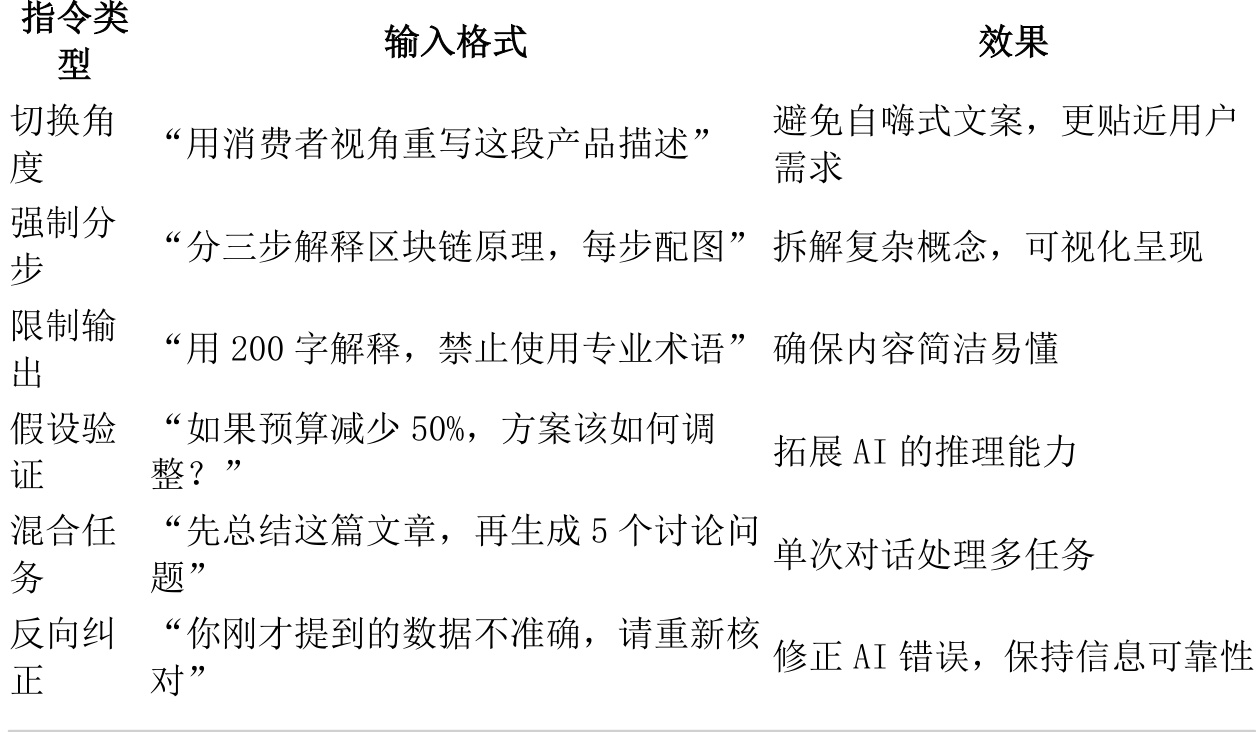 指令类型 输入格式 效果
切换角度 “用消费者视角重写这段产品描述” 避免自嗨式文案，更贴近用户需求
强制分步 “分三步解释区块链原理，每步配图” 拆解复杂概念，可视化呈现
限制输出 “用 200 字解释，禁止使用专业术语” 确保内容简洁易懂
假设验证 “如果预算减少 50%，方案该如何调整？” 拓展 AI 的推理能力
混合任务 “先总结这篇文章，再生成 5 个讨论问题” 单次对话处理多任务
反向纠正 “你刚才提到的数据不准确，请重新核对” 修正 AI 错误，保持信息可靠性